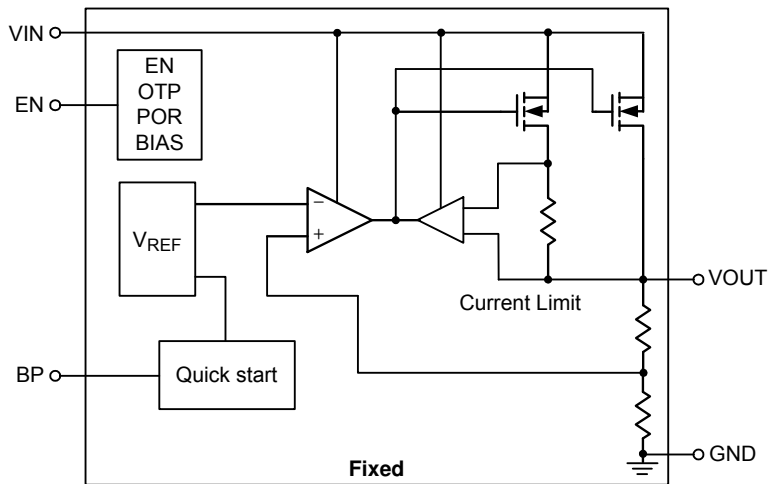 VIN
EN
EN
OTP
POR
BIAS
VREF
−
+
Current Limit
VOUT
BP
Quick start
GND
Fixed